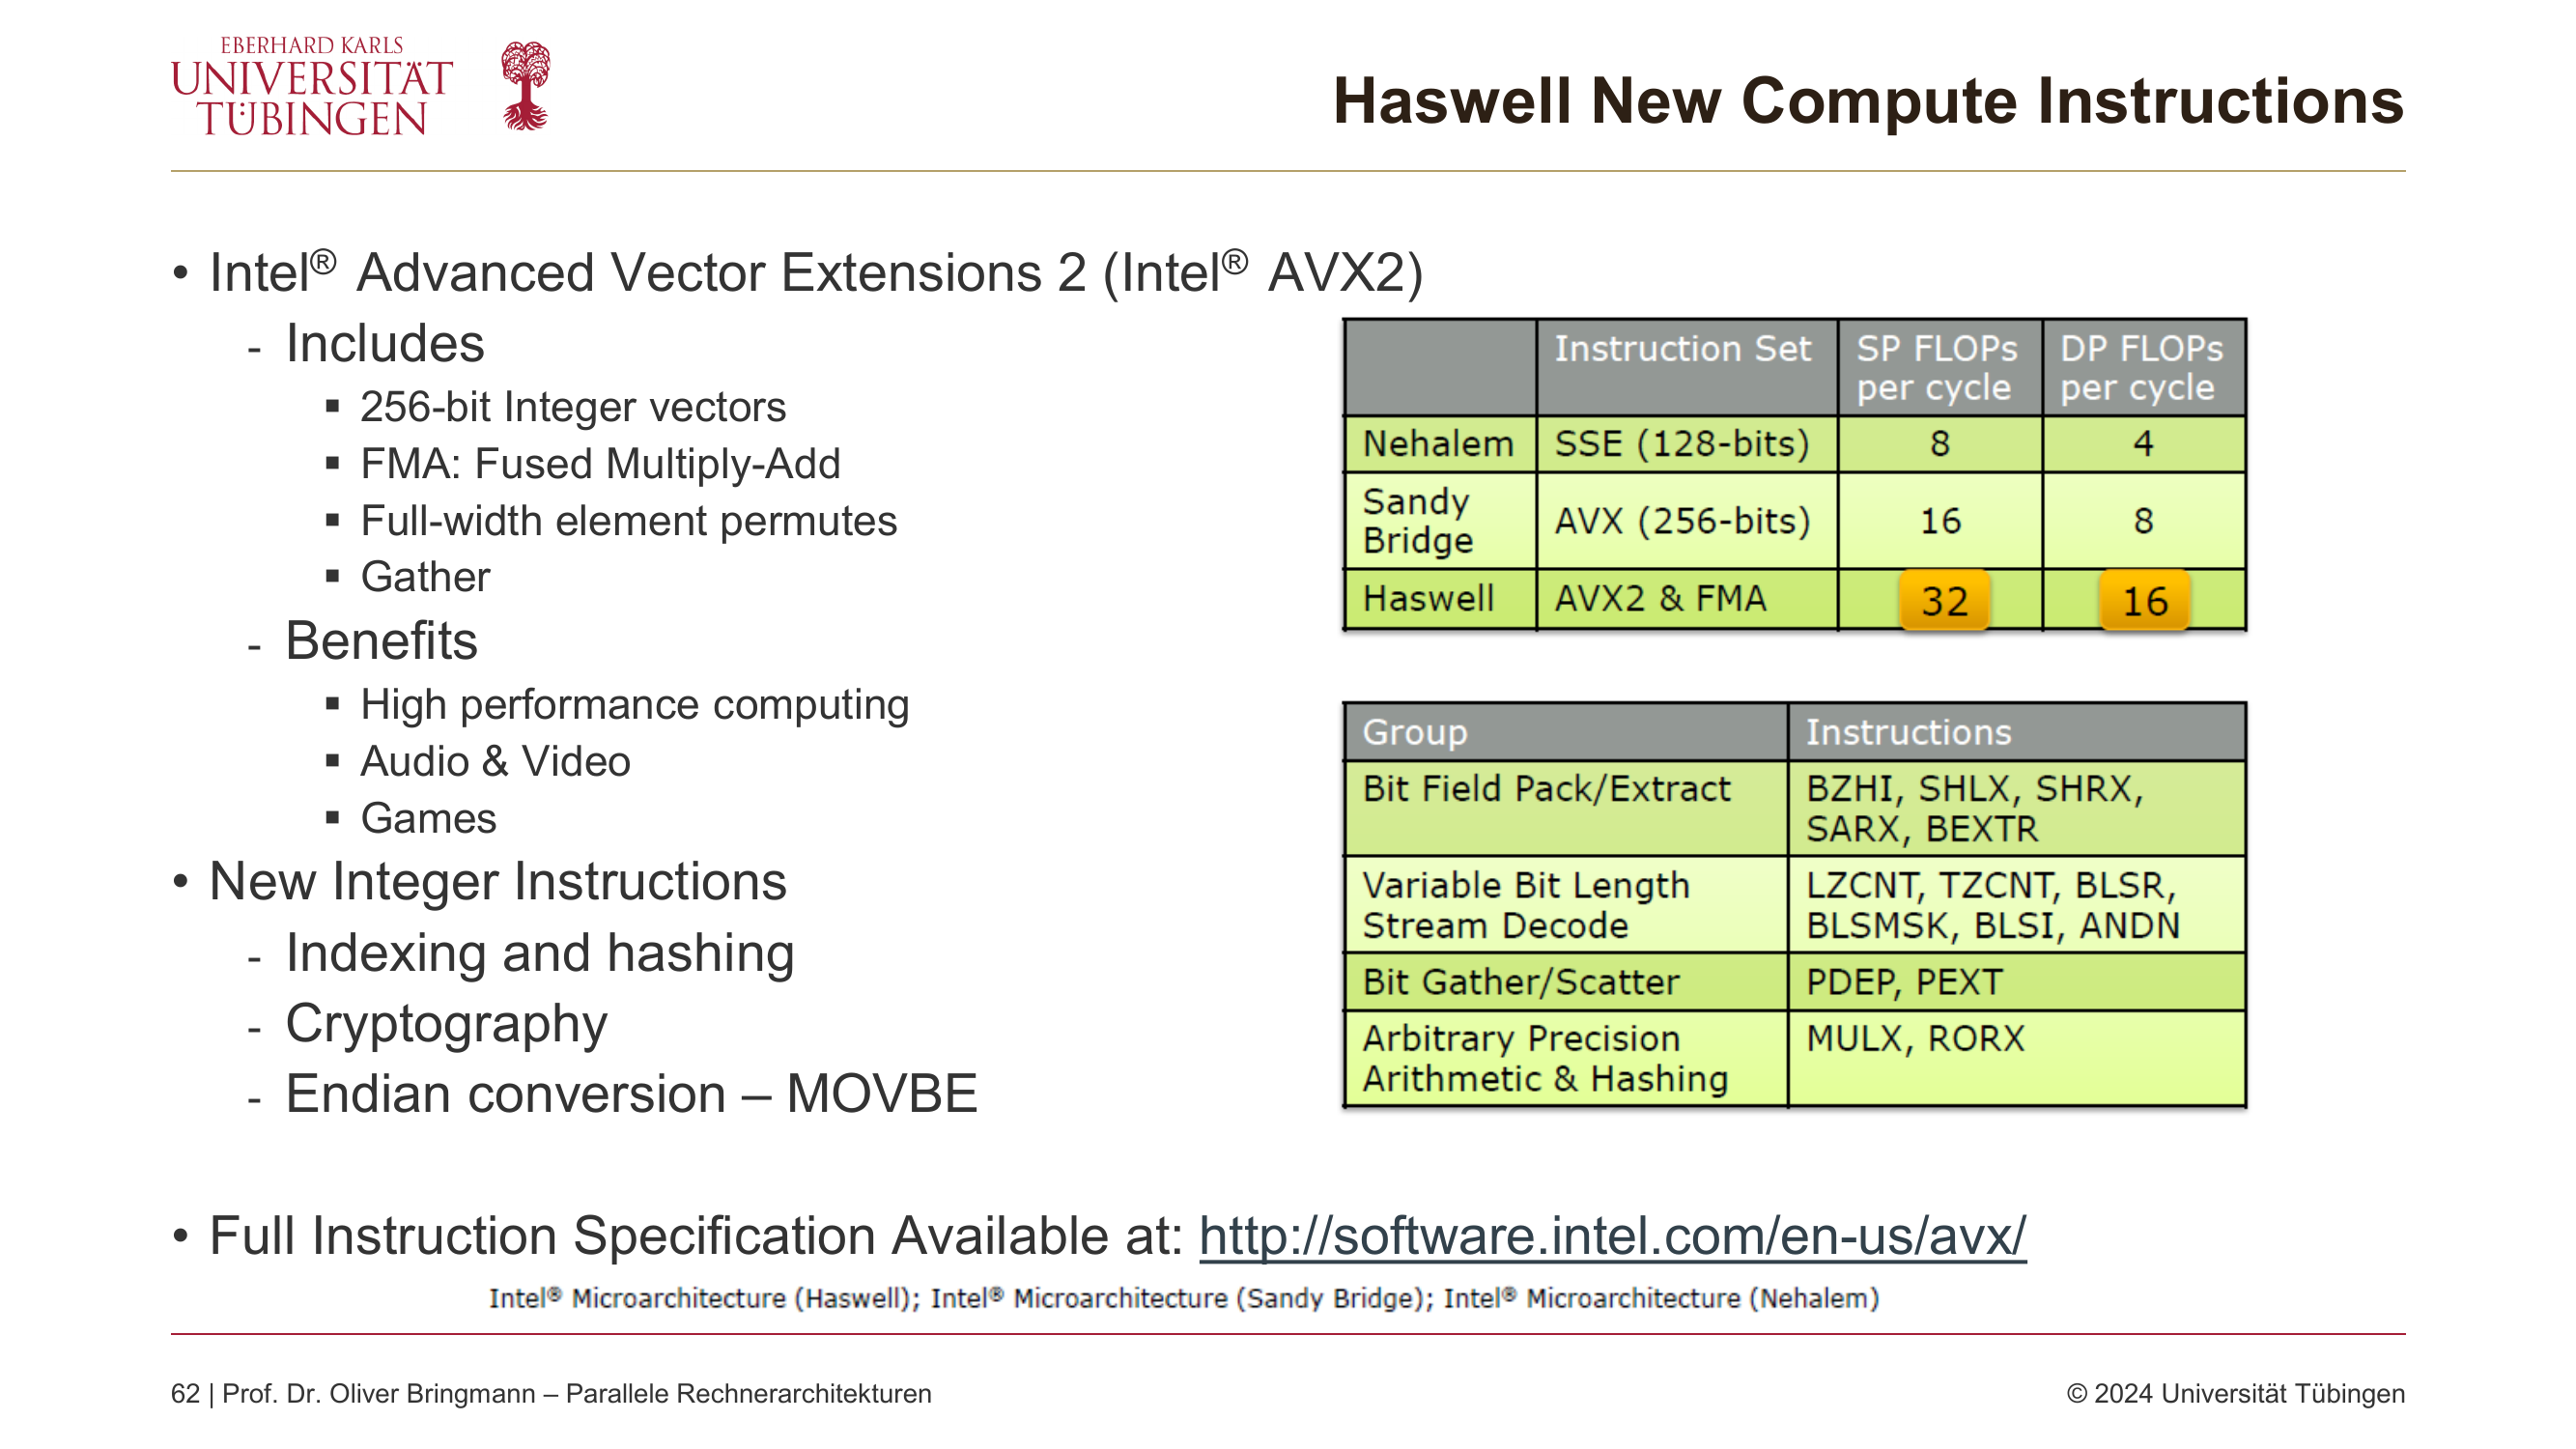 EBERHARD KARLS
UNIVERSITÄT
TÜBINGEN
Haswell New Compute Instructions
• Intel® Advanced Vector Extensions 2 (Intel® AVX2)
- Includes
▪ 256-bit Integer vectors
▪ FMA: Fused Multiply-Add
▪ Full-width element permutes
▪ Gather
- Benefits
▪ High performance computing
▪ Audio & Video
▪ Games
• New Integer Instructions
- Indexing and hashing
- Cryptography
- Endian conversion – MOVBE
Instruction Set SP FLOPs per cycle DP FLOPs per cycle
Nehalem SSE (128-bits) 8 4
Sandy Bridge AVX (256-bits) 16 8
Haswell AVX2 & FMA 32 16
Group Instructions
Bit Field Pack/Extract BZHI, SHLX, SHRX, SARX, BEXTR
Variable Bit Length Stream Decode LZCNT, TZCNT, BLSR, BLSMSK, BLSI, ANDN
Bit Gather/Scatter PDEP, PEXT
Arbitrary Precision Arithmetic & Hashing MULX, RORX
• Full Instruction Specification Available at: http://software.intel.com/en-us/avx/
Intel® Microarchitecture (Haswell); Intel® Microarchitecture (Sandy Bridge); Intel® Microarchitecture (Nehalem)
62 | Prof. Dr. Oliver Bringmann – Parallele Rechnerarchitekturen
© 2024 Universität Tübingen